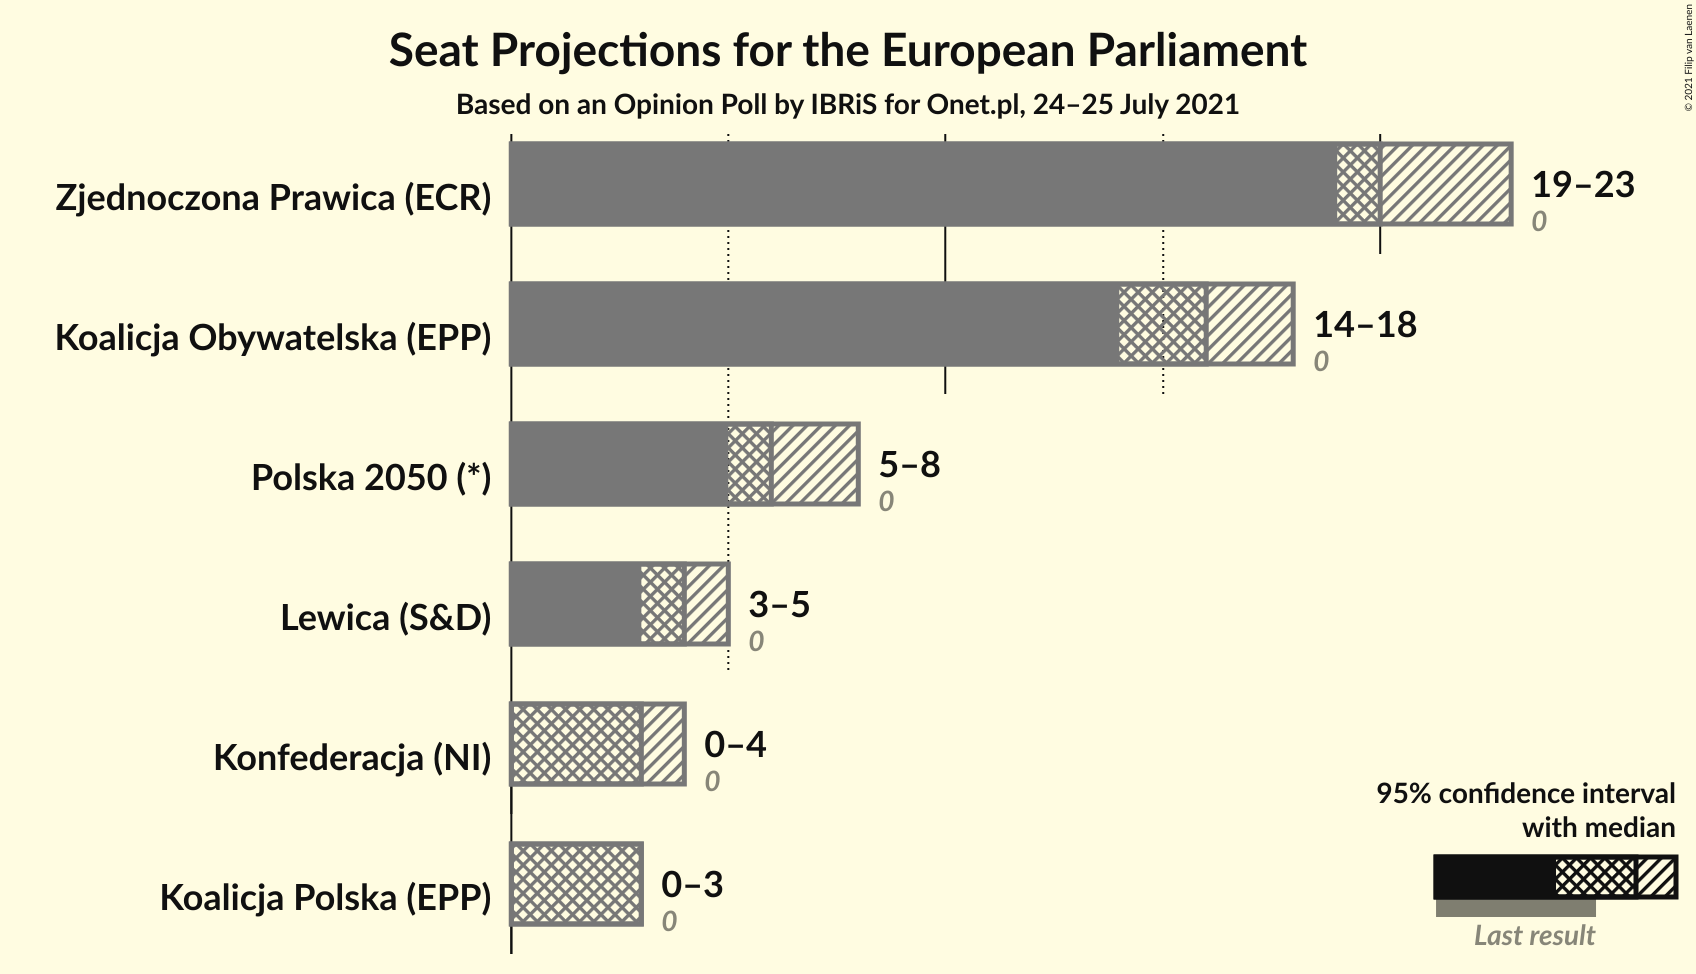 Seat Projections for the European Parliament
Based on an Opinion Poll by IBRiS for Onet.pl, 24–25 July 2021
© 2021 Filip van Laenen
Zjednoczona Prawica (ECR)
19–23
0
Koalicja Obywatelska (EPP)
14–18
0
Polska 2050 (*)
5–8
0
Lewica (S&D)
3–5
0
Konfederacja (NI)
0–4
0
Koalicja Polska (EPP)
0–3
0
95% confidence interval
with median
Last result